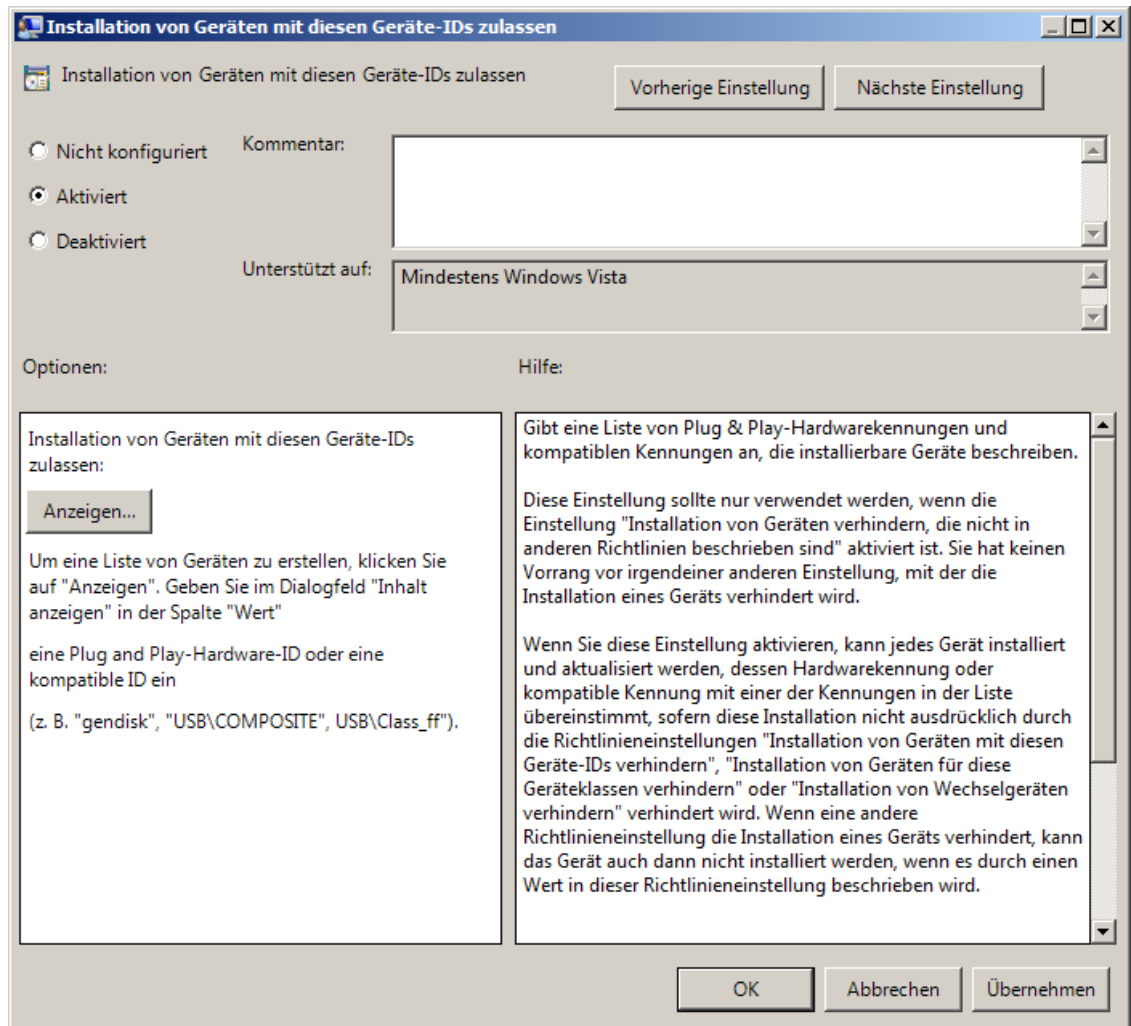 Installation von Geräten mit diesen Geräte-IDs zulassen
Installation von Geräten mit diesen Geräte-IDs zulassen
Vorherige Einstellung
Nächste Einstellung
Nicht konfiguriert
Kommentar:
Aktiviert
Deaktiviert
Unterstützt auf:
Mindestens Windows Vista
Optionen:
Hilfe:
Installation von Geräten mit diesen Geräte-IDs
zulassen:
Anzeigen...
Um eine Liste von Geräten zu erstellen, klicken Sie
auf "Anzeigen". Geben Sie im Dialogfeld "Inhalt
anzeigen" in der Spalte "Wert"
eine Plug and Play-Hardware-ID oder eine
kompatible ID ein
(z. B. "gendisk", "USB\COMPOSITE", USB\Class_ff").
Gibt eine Liste von Plug & Play-Hardwarekennungen und
kompatiblen Kennungen an, die installierbare Geräte beschreiben.
Diese Einstellung sollte nur verwendet werden, wenn die
Einstellung "Installation von Geräten verhindern, die nicht in
anderen Richtlinien beschrieben sind" aktiviert ist. Sie hat keinen
Vorrang vor irgendeiner anderen Einstellung, mit der die
Installation eines Geräts verhindert wird.
Wenn Sie diese Einstellung aktivieren, kann jedes Gerät installiert
und aktualisiert werden, dessen Hardwarekennung oder
kompatible Kennung mit einer der Kennungen in der Liste
übereinstimmt, sofern diese Installation nicht ausdrücklich durch
die Richtlinieneinstellungen "Installation von Geräten mit diesen
Geräte-IDs verhindern", "Installation von Geräten für diese
Geräteklassen verhindern" oder "Installation von Wechselgeräten
verhindern" verhindert wird. Wenn eine andere
Richtlinieneinstellung die Installation eines Geräts verhindert, kann
das Gerät auch dann nicht installiert werden, wenn es durch einen
Wert in dieser Richtlinieneinstellung beschrieben wird.
OK
Abbrechen
Übernehmen